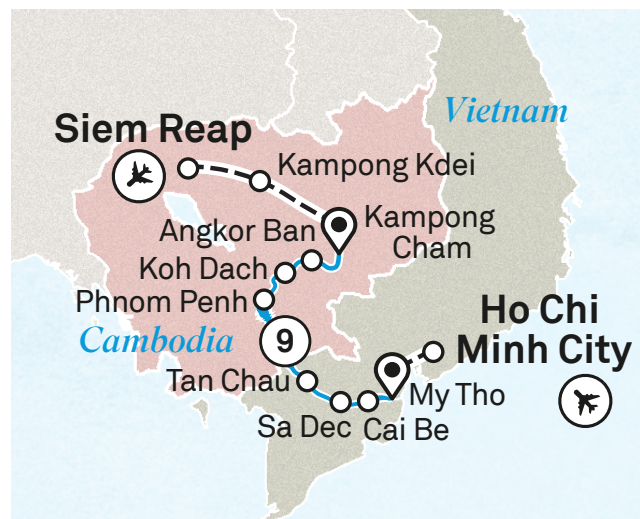 Vietnam
Siem Reap
Kampong Kdei
Angkor Ban
Kampong
Cham
Koh Dach
Phnom Penh
Cambodia
9
Ho Chi
Minh City
Tan Chau
My Tho
Sa Dec
Cai Be